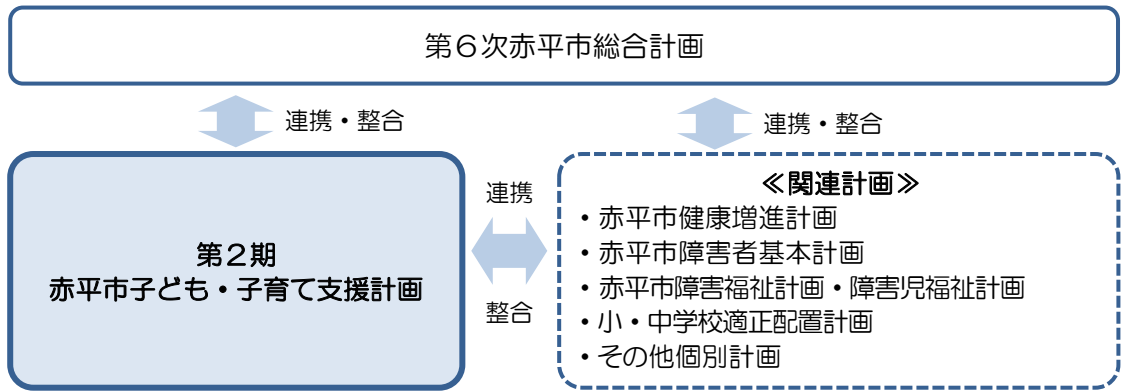 第６次赤平市総合計画
連携・整合
連携・整合
第２期
赤平市子ども・子育て支援計画
連携
整合
≪関連計画≫
・赤平市健康増進計画
・赤平市障害者基本計画
・赤平市障害福祉計画・障害児福祉計画
・小・中学校適正配置計画
・その他個別計画